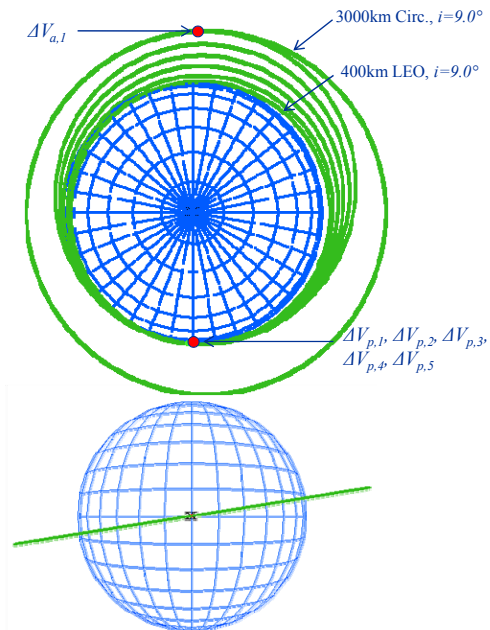 3000km Circ., i=9.0°
ΔV_{a,1}
400km LEO, i=9.0°
ΔV_{p,1}, ΔV_{p,2}, ΔV_{p,3},
ΔV_{p,4}, ΔV_{p,5}